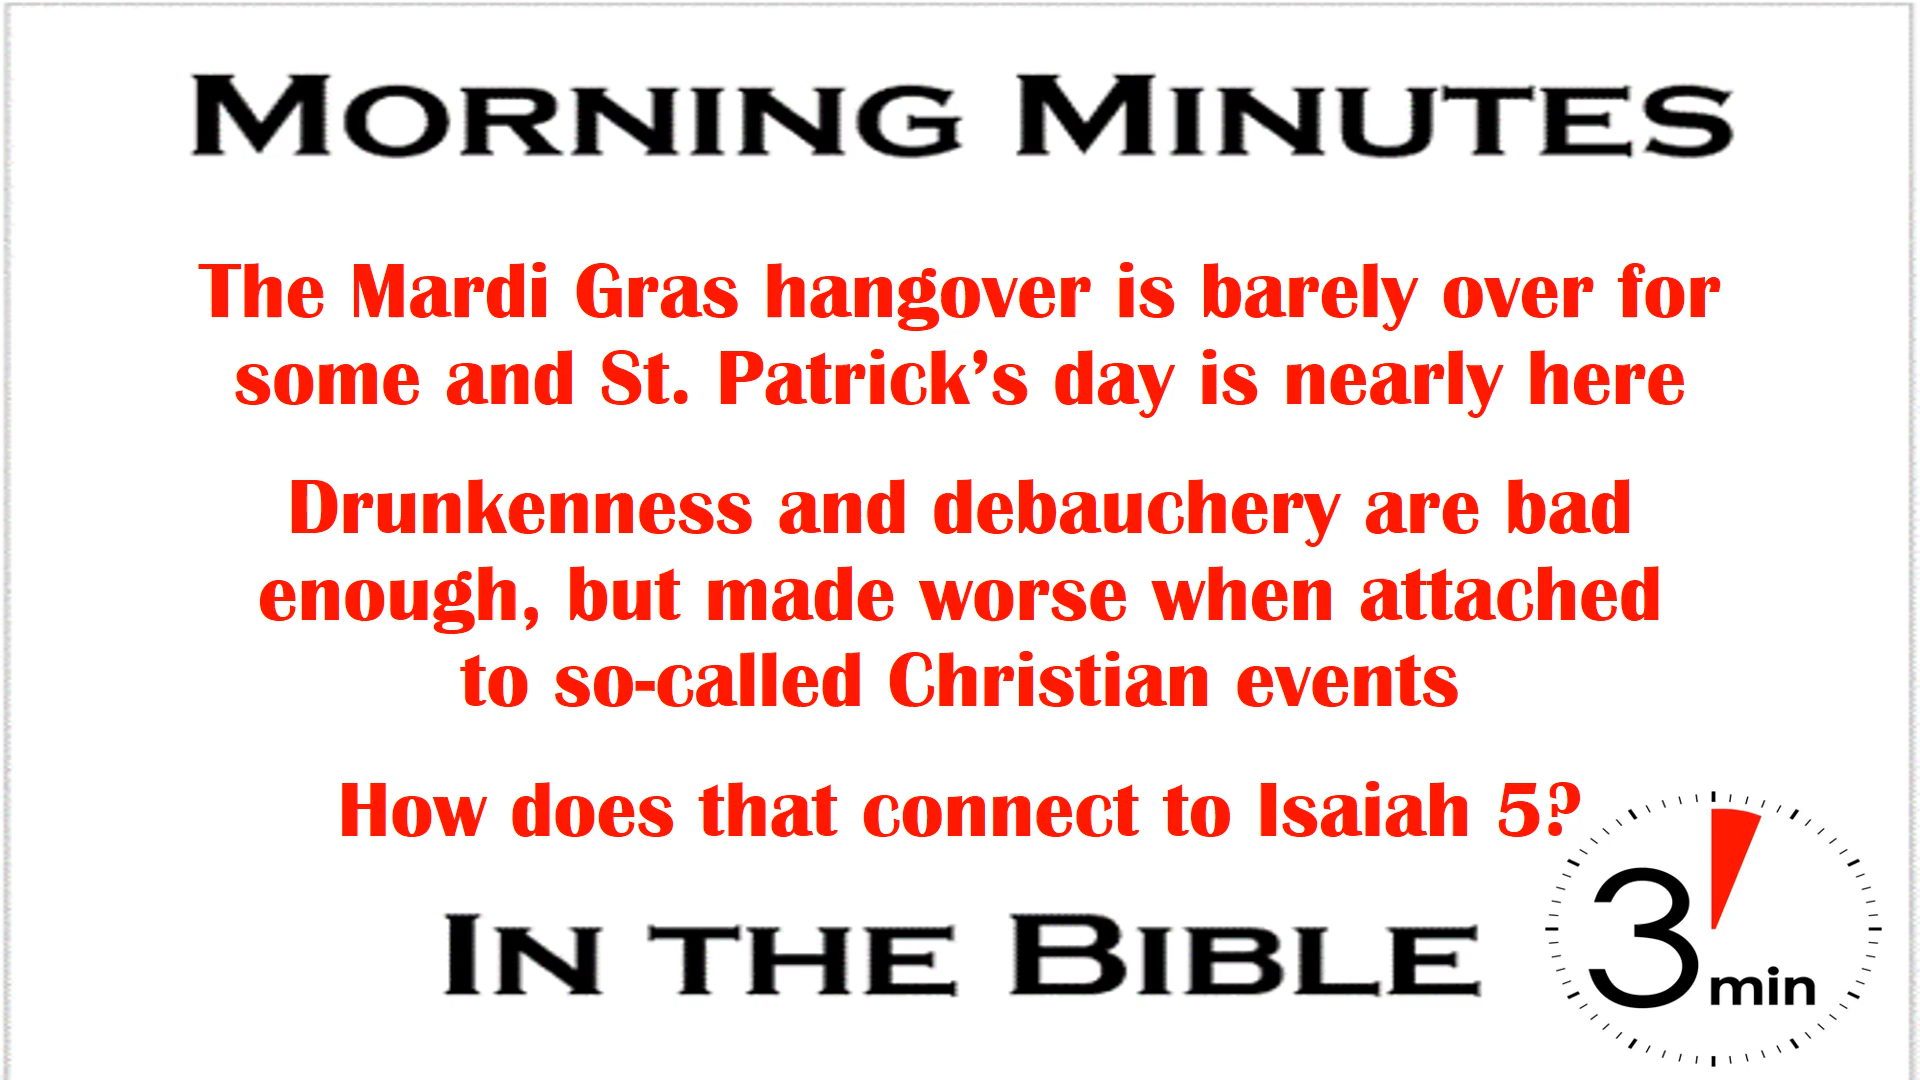 MORNING MINUTES
The Mardi Gras hangover is barely over for
some and St. Patrick’s day is nearly here
Drunkenness and debauchery are bad
enough, but made worse when attached
to so-called Christian events
How does that connect to Isaiah 5?
IN THE BIBLE
3 min